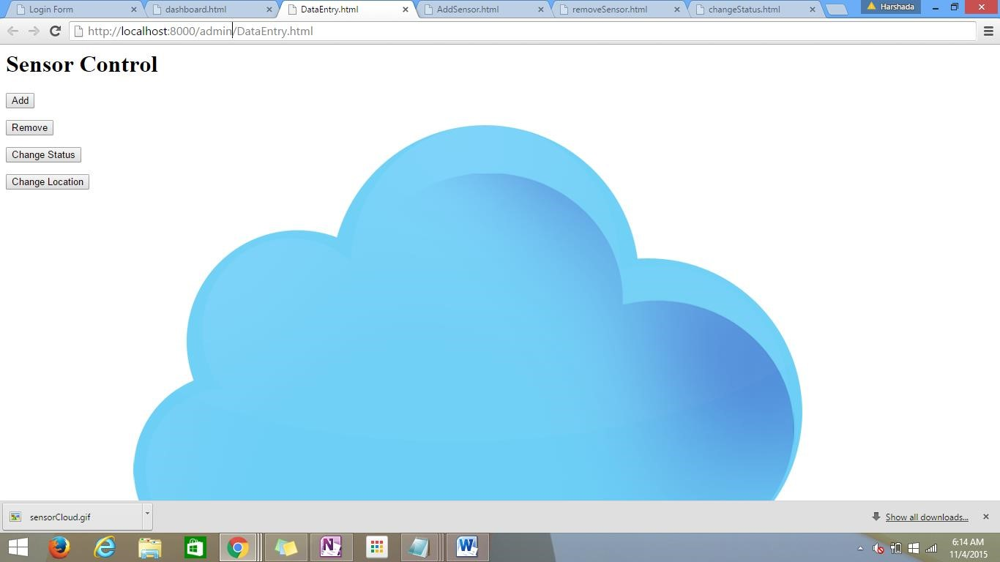 Login Form
dashboard.html
DataEntry.html
AddSensor.html
removeSensor.html
changeStatus.html
Harshada
http://localhost:8000/admin/DataEntry.html
Sensor Control
Add
Remove
Change Status
Change Location
sensorCloud.gif
Show all downloads...
6:14 AM
11/4/2015